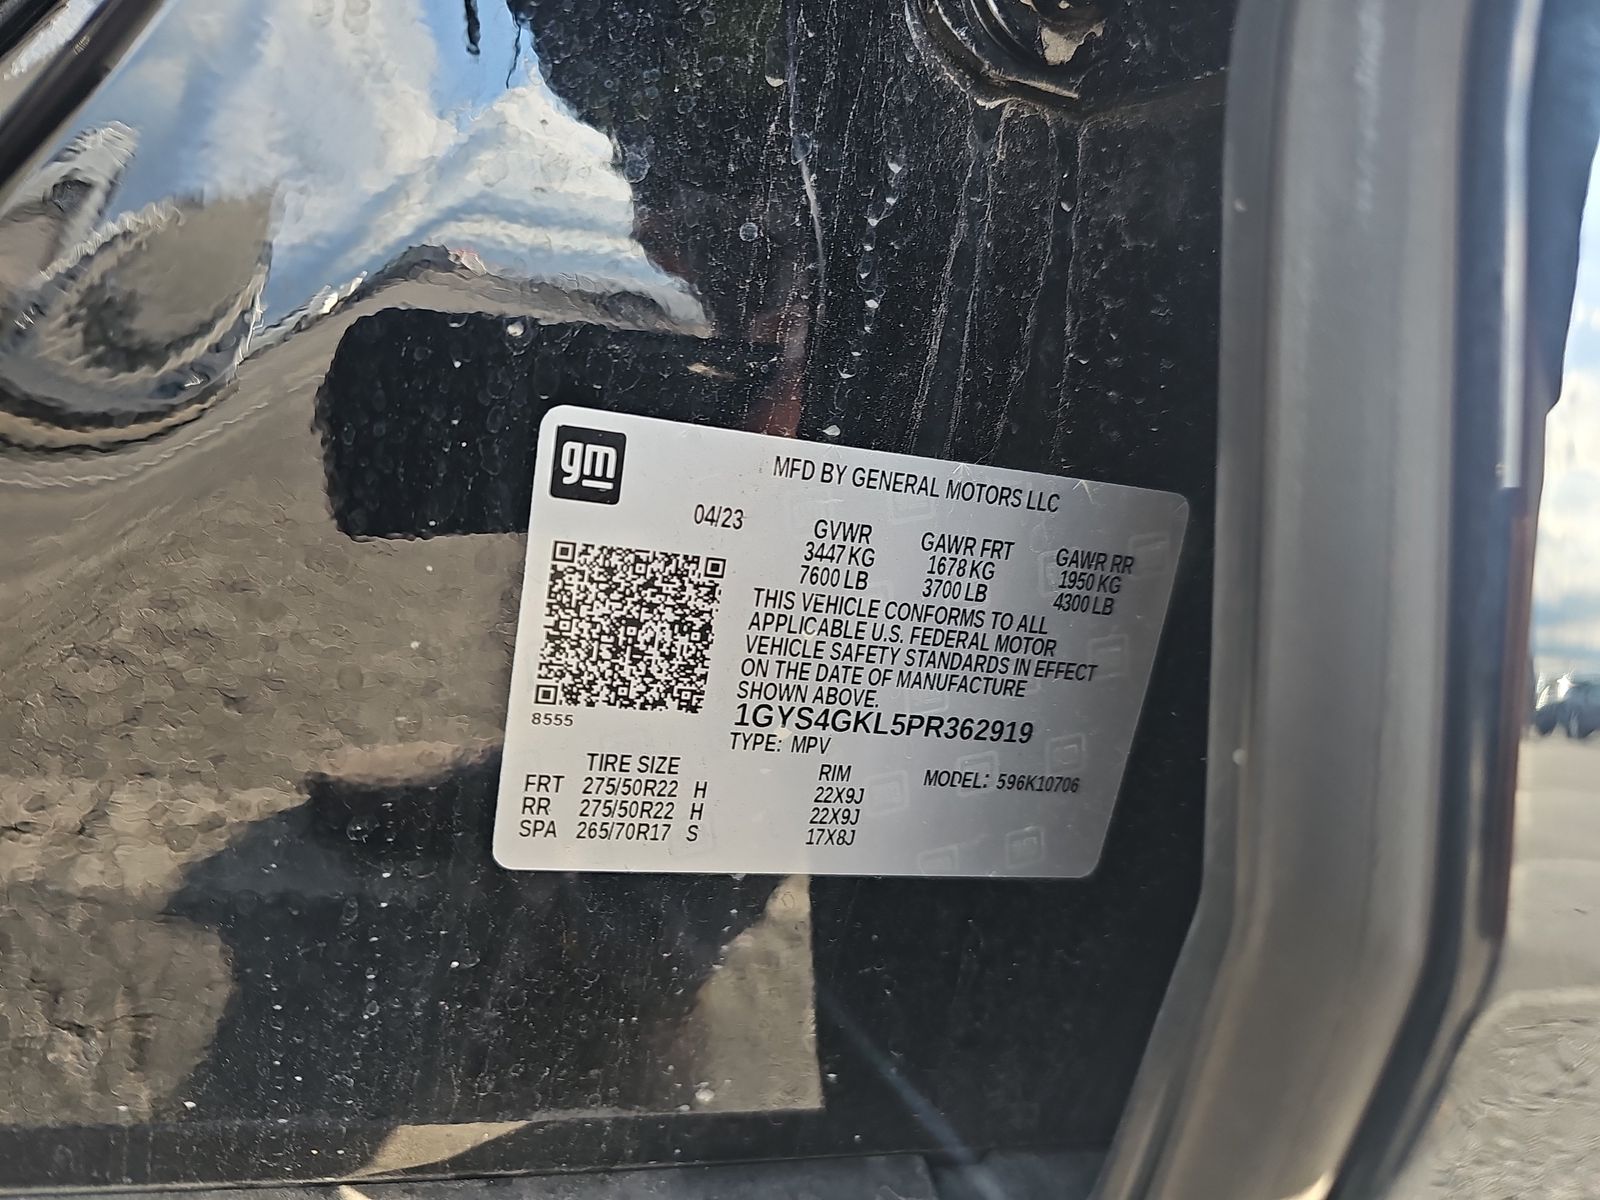 gm
MFD BY GENERAL MOTORS LLC
04/23
GVWR GAWR FRT GAWR RR
3447 KG 1678 KG 1950 KG
7600 LB 3700 LB 4300 LB
THIS VEHICLE CONFORMS TO ALL
APPLICABLE U.S. FEDERAL MOTOR
VEHICLE SAFETY STANDARDS IN EFFECT
ON THE DATE OF MANUFACTURE
SHOWN ABOVE.
8555
1GYS4GKL5PR362919
TYPE: MPV
TIRE SIZE RIM MODEL: 596K10706
FRT 275/50R22 H 22X9J
RR 275/50R22 H 22X9J
SPA 265/70R17 S 17X8J